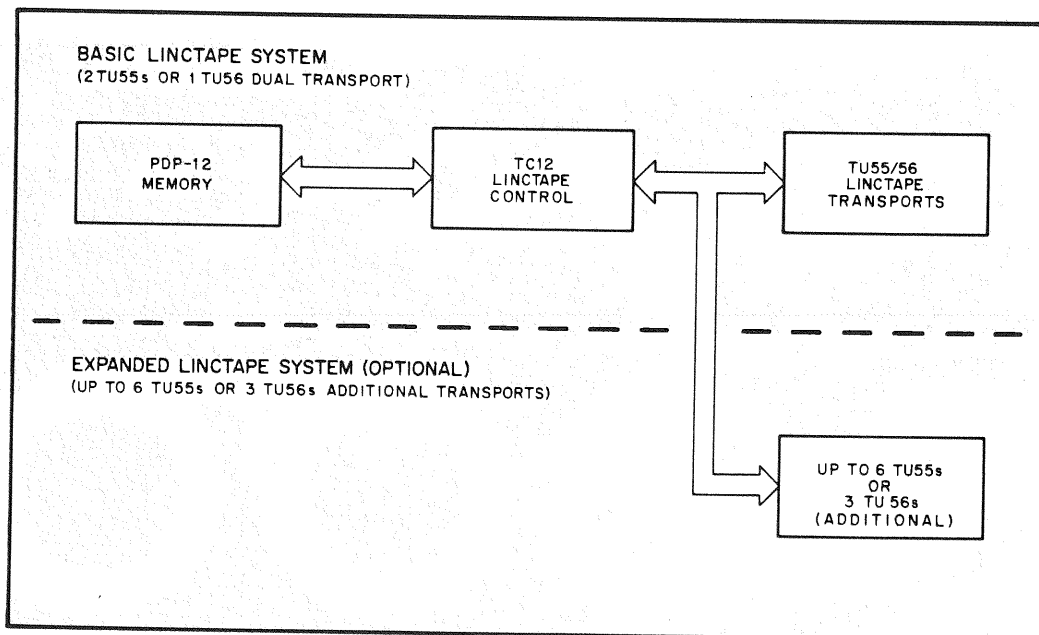 BASIC LINCTAPE SYSTEM
(2 TU55s OR 1 TU56 DUAL TRANSPORT)
PDP-12
MEMORY
TC12
LINCTAPE
CONTROL
TU55/56
LINCTAPE
TRANSPORTS
EXPANDED LINCTAPE SYSTEM (OPTIONAL)
(UP TO 6 TU55s OR 3 TU56s ADDITIONAL TRANSPORTS)
UP TO 6 TU55s
OR
3 TU 56s
(ADDITIONAL)